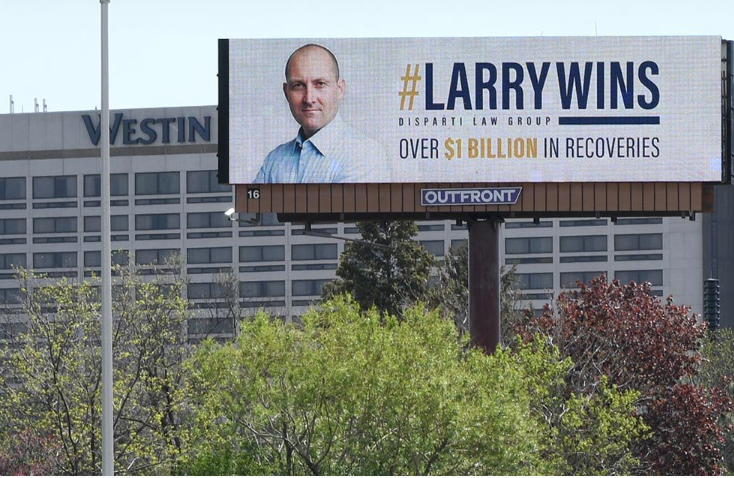 WESTIN
#LARRYWINS
DISPARTI LAW GROUP
OVER $1 BILLION IN RECOVERIES
16
OUTFRONT